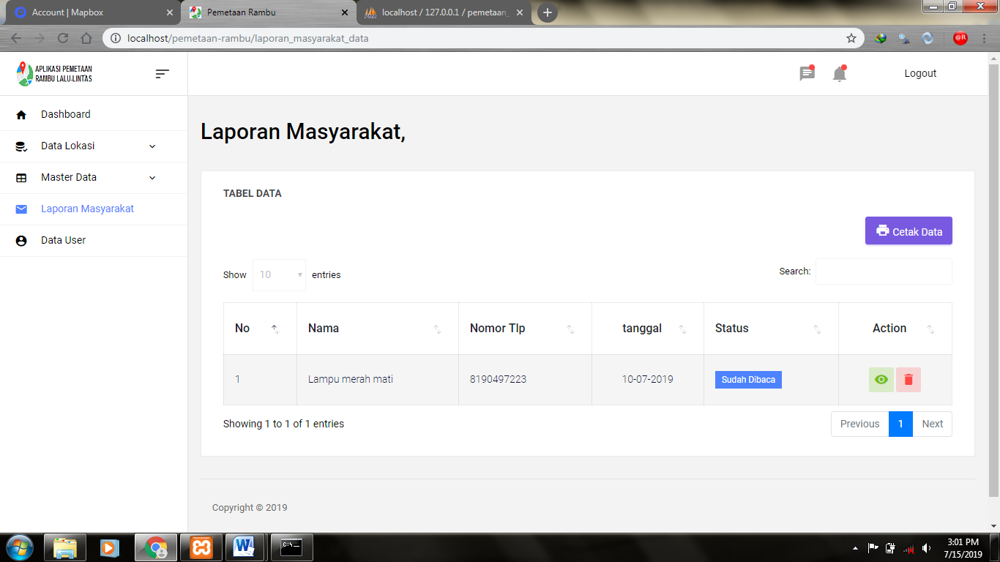 Account | Mapbox
Pemetaan Rambu
localhost / 127.0.0.1 / pemetaan_
localhost/pemetaan-rambu/laporan_masyarakat_data
@R
APLIKASI PEMETAAN
RAMBU LALU-LINTAS
Logout
Dashboard
Data Lokasi
Master Data
Laporan Masyarakat
Data User
Laporan Masyarakat,
TABEL DATA
Cetak Data
Show 10 entries
Search:
No Nama Nomor Tlp tanggal Status Action
1 Lampu merah mati 8190497223 10-07-2019 Sudah Dibaca
Showing 1 to 1 of 1 entries
Previous 1 Next
Copyright © 2019
C:\_
3:01 PM
7/15/2019